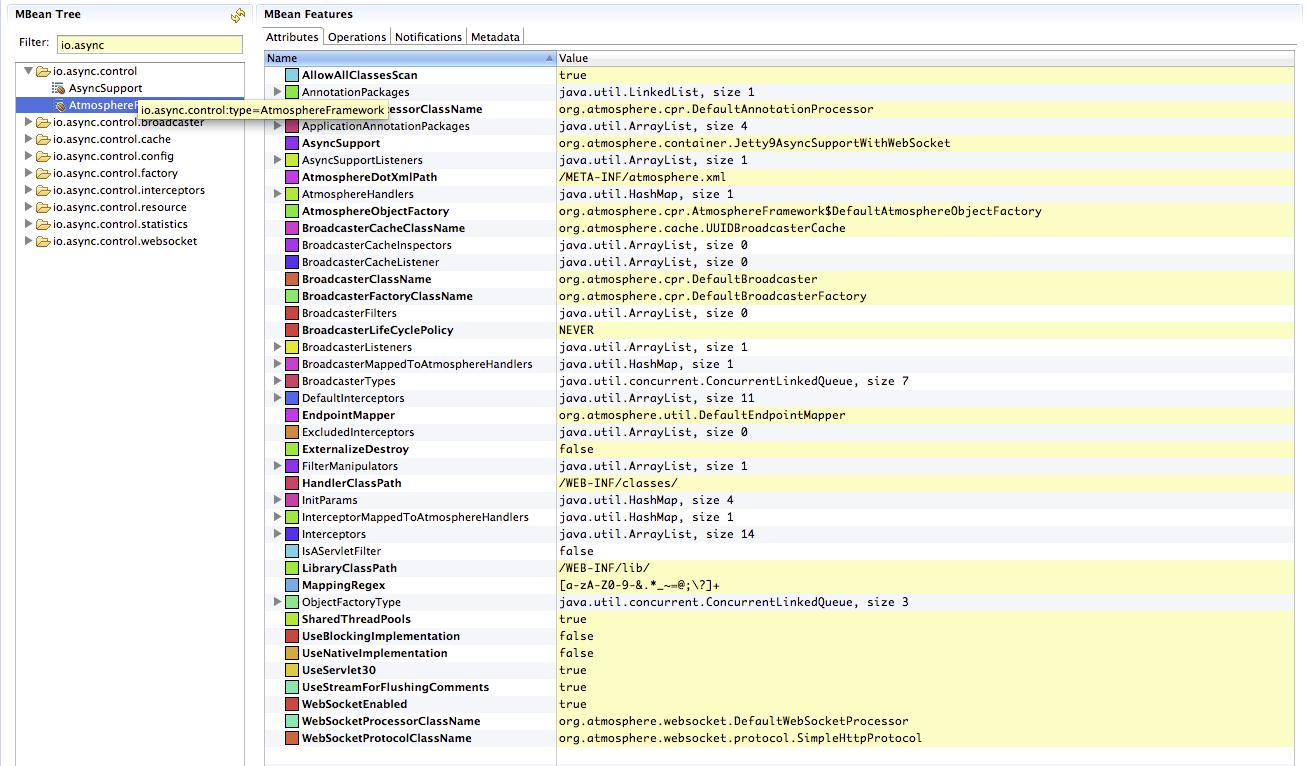 MBean Tree
Filter: io.async
io.async.control
AsyncSupport
AtmosphereF
io.async.control:type=AtmosphereFramework
io.async.control.broadcaster
io.async.control.cache
io.async.control.config
io.async.control.factory
io.async.control.interceptors
io.async.control.resource
io.async.control.statistics
io.async.control.websocket
MBean Features
Attributes Operations Notifications Metadata
Name Value
AllowAllClassesScan true
AnnotationPackages java.util.LinkedList, size 1
essorClassName org.atmosphere.cpr.DefaultAnnotationProcessor
ApplicationAnnotationPackages java.util.ArrayList, size 4
AsyncSupport org.atmosphere.container.Jetty9AsyncSupportWithWebSocket
AsyncSupportListeners java.util.ArrayList, size 1
AtmosphereDotXmlPath /META-INF/atmosphere.xml
AtmosphereHandlers java.util.HashMap, size 1
AtmosphereObjectFactory org.atmosphere.cpr.AtmosphereFramework$DefaultAtmosphereObjectFactory
BroadcasterCacheClassName org.atmosphere.cache.UUIDBroadcasterCache
BroadcasterCacheInspectors java.util.ArrayList, size 0
BroadcasterCacheListener java.util.ArrayList, size 0
BroadcasterClassName org.atmosphere.cpr.DefaultBroadcaster
BroadcasterFactoryClassName org.atmosphere.cpr.DefaultBroadcasterFactory
BroadcasterFilters java.util.ArrayList, size 0
BroadcasterLifeCyclePolicy NEVER
BroadcasterListeners java.util.ArrayList, size 1
BroadcasterMappedToAtmosphereHandlers java.util.HashMap, size 1
BroadcasterTypes java.util.concurrent.ConcurrentLinkedQueue, size 7
DefaultInterceptors java.util.ArrayList, size 11
EndpointMapper org.atmosphere.util.DefaultEndpointMapper
ExcludedInterceptors java.util.ArrayList, size 0
ExternalizeDestroy false
FilterManipulators java.util.ArrayList, size 1
HandlerClassPath /WEB-INF/classes/
InitParams java.util.HashMap, size 4
InterceptorMappedToAtmosphereHandlers java.util.HashMap, size 1
Interceptors java.util.ArrayList, size 14
IsAServletFilter false
LibraryClassPath /WEB-INF/lib/
MappingRegex [a-zA-Z0-9-&.*_~=@;\?]+
ObjectFactoryType java.util.concurrent.ConcurrentLinkedQueue, size 3
SharedThreadPools true
UseBlockingImplementation false
UseNativeImplementation false
UseServlet30 true
UseStreamForFlushingComments true
WebSocketEnabled true
WebSocketProcessorClassName org.atmosphere.websocket.DefaultWebSocketProcessor
WebSocketProtocolClassName org.atmosphere.websocket.protocol.SimpleHttpProtocol